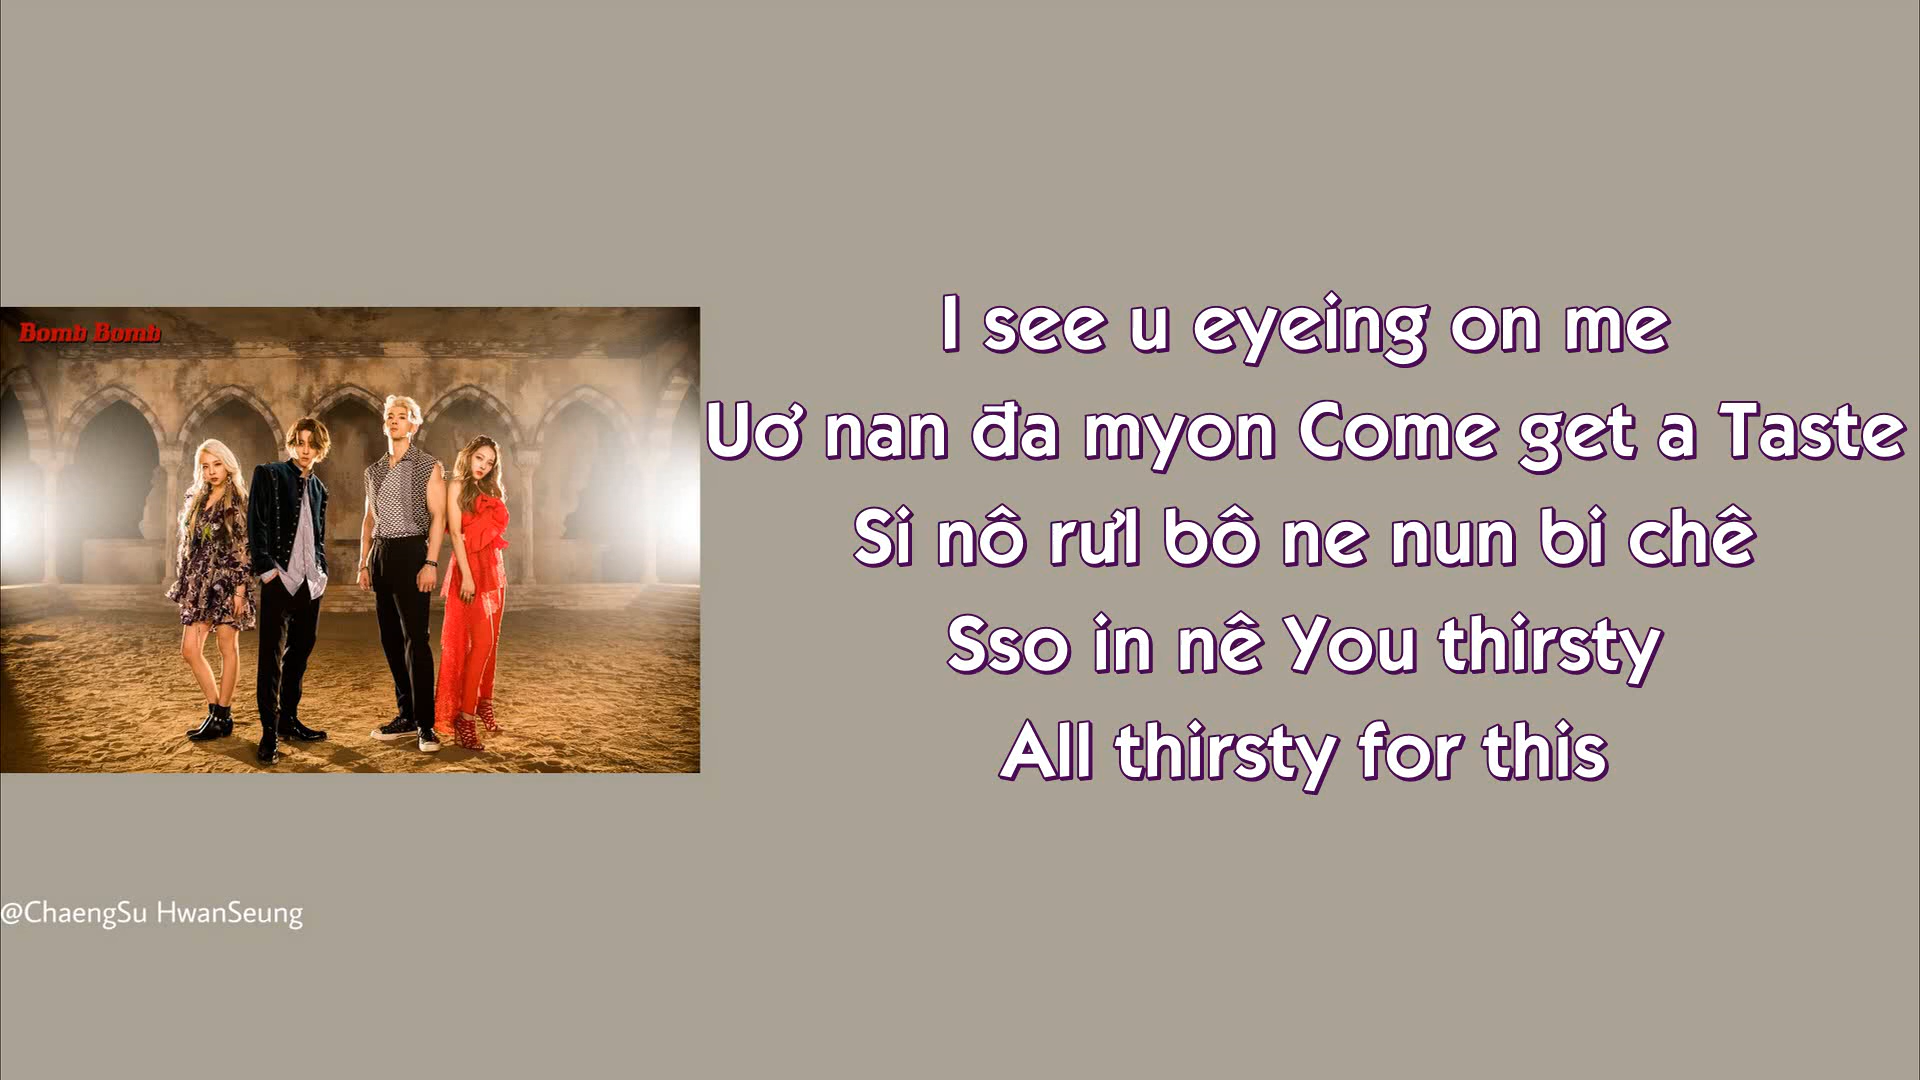 Bomb Bomb
I see u eyeing on me
Uơ nan đa myon Come get a Taste
Si nô rưl bô ne nun bi chê
Sso in nê You thirsty
All thirsty for this
@ChaengSu HwanSeung